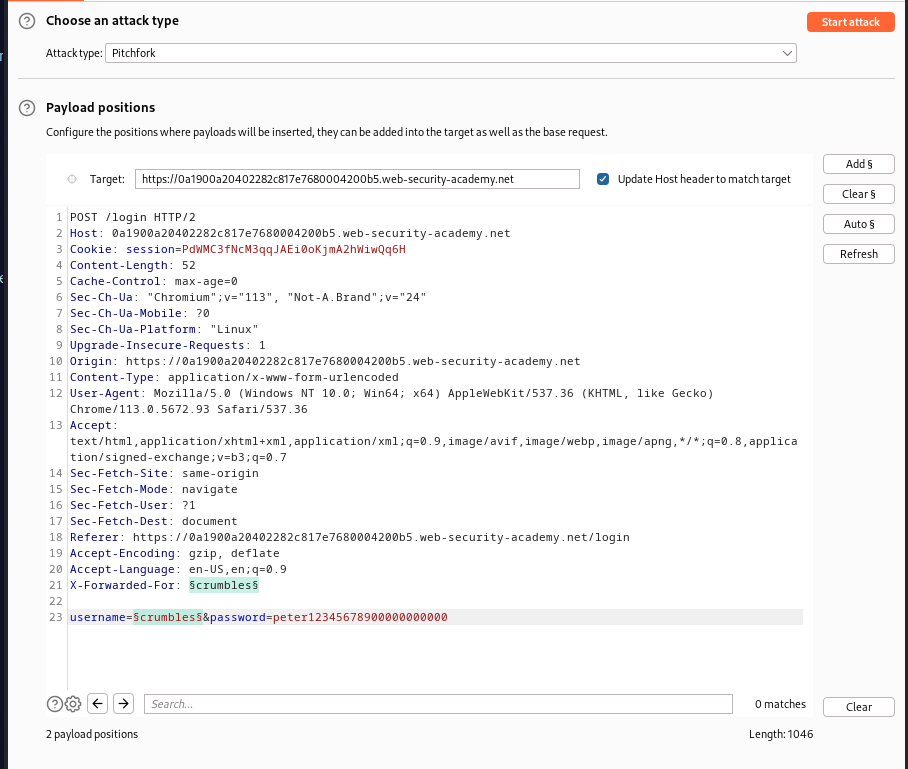 Choose an attack type
Start attack
Attack type: Pitchfork
Payload positions
Configure the positions where payloads will be inserted, they can be added into the target as well as the base request.
Target: https://0a1900a20402282c817e7680004200b5.web-security-academy.net
Update Host header to match target
Add §
Clear §
Auto §
Refresh
1 POST /login HTTP/2
2 Host: 0a1900a20402282c817e7680004200b5.web-security-academy.net
3 Cookie: session=PdWMC3fNcM3qqJAEi0oKjmA2hWiwQq6H
4 Content-Length: 52
5 Cache-Control: max-age=0
6 Sec-Ch-Ua: "Chromium";v="113", "Not-A.Brand";v="24"
7 Sec-Ch-Ua-Mobile: ?0
8 Sec-Ch-Ua-Platform: "Linux"
9 Upgrade-Insecure-Requests: 1
10 Origin: https://0a1900a20402282c817e7680004200b5.web-security-academy.net
11 Content-Type: application/x-www-form-urlencoded
12 User-Agent: Mozilla/5.0 (Windows NT 10.0; Win64; x64) AppleWebKit/537.36 (KHTML, like Gecko)
Chrome/113.0.5672.93 Safari/537.36
13 Accept:
text/html,application/xhtml+xml,application/xml;q=0.9,image/avif,image/webp,image/apng,*/*;q=0.8,applica
tion/signed-exchange;v=b3;q=0.7
14 Sec-Fetch-Site: same-origin
15 Sec-Fetch-Mode: navigate
16 Sec-Fetch-User: ?1
17 Sec-Fetch-Dest: document
18 Referer: https://0a1900a20402282c817e7680004200b5.web-security-academy.net/login
19 Accept-Encoding: gzip, deflate
20 Accept-Language: en-US,en;q=0.9
21 X-Forwarded-For: §crumbles§
22
23 username=§crumbles§&password=peter12345678900000000000
Search...
0 matches
Clear
2 payload positions
Length: 1046